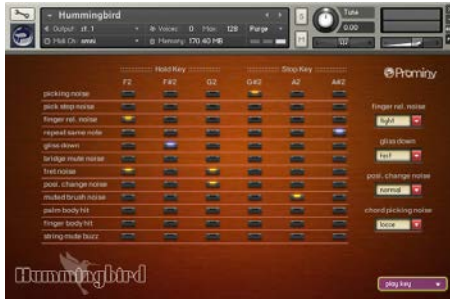 Hummingbird
Output: st. 1
Voices: 0 Max: 128 Purge
Midi Ch: omni
Memory: 170.60 MB
S
M
Tune
0.00
Hold Key
Stop Key
F2 F#2 G2 G#2 A2 A#2
Prominy
picking noise
pick stop noise
finger rel. noise
repeat same note
gliss down
bridge mute noise
fret noise
posi. change noise
muted brush noise
palm body hit
finger body hit
string mute buzz
finger rel. noise
light
gliss down
fast
posi. change noise
normal
chord picking noise
loose
Hummingbird
play key